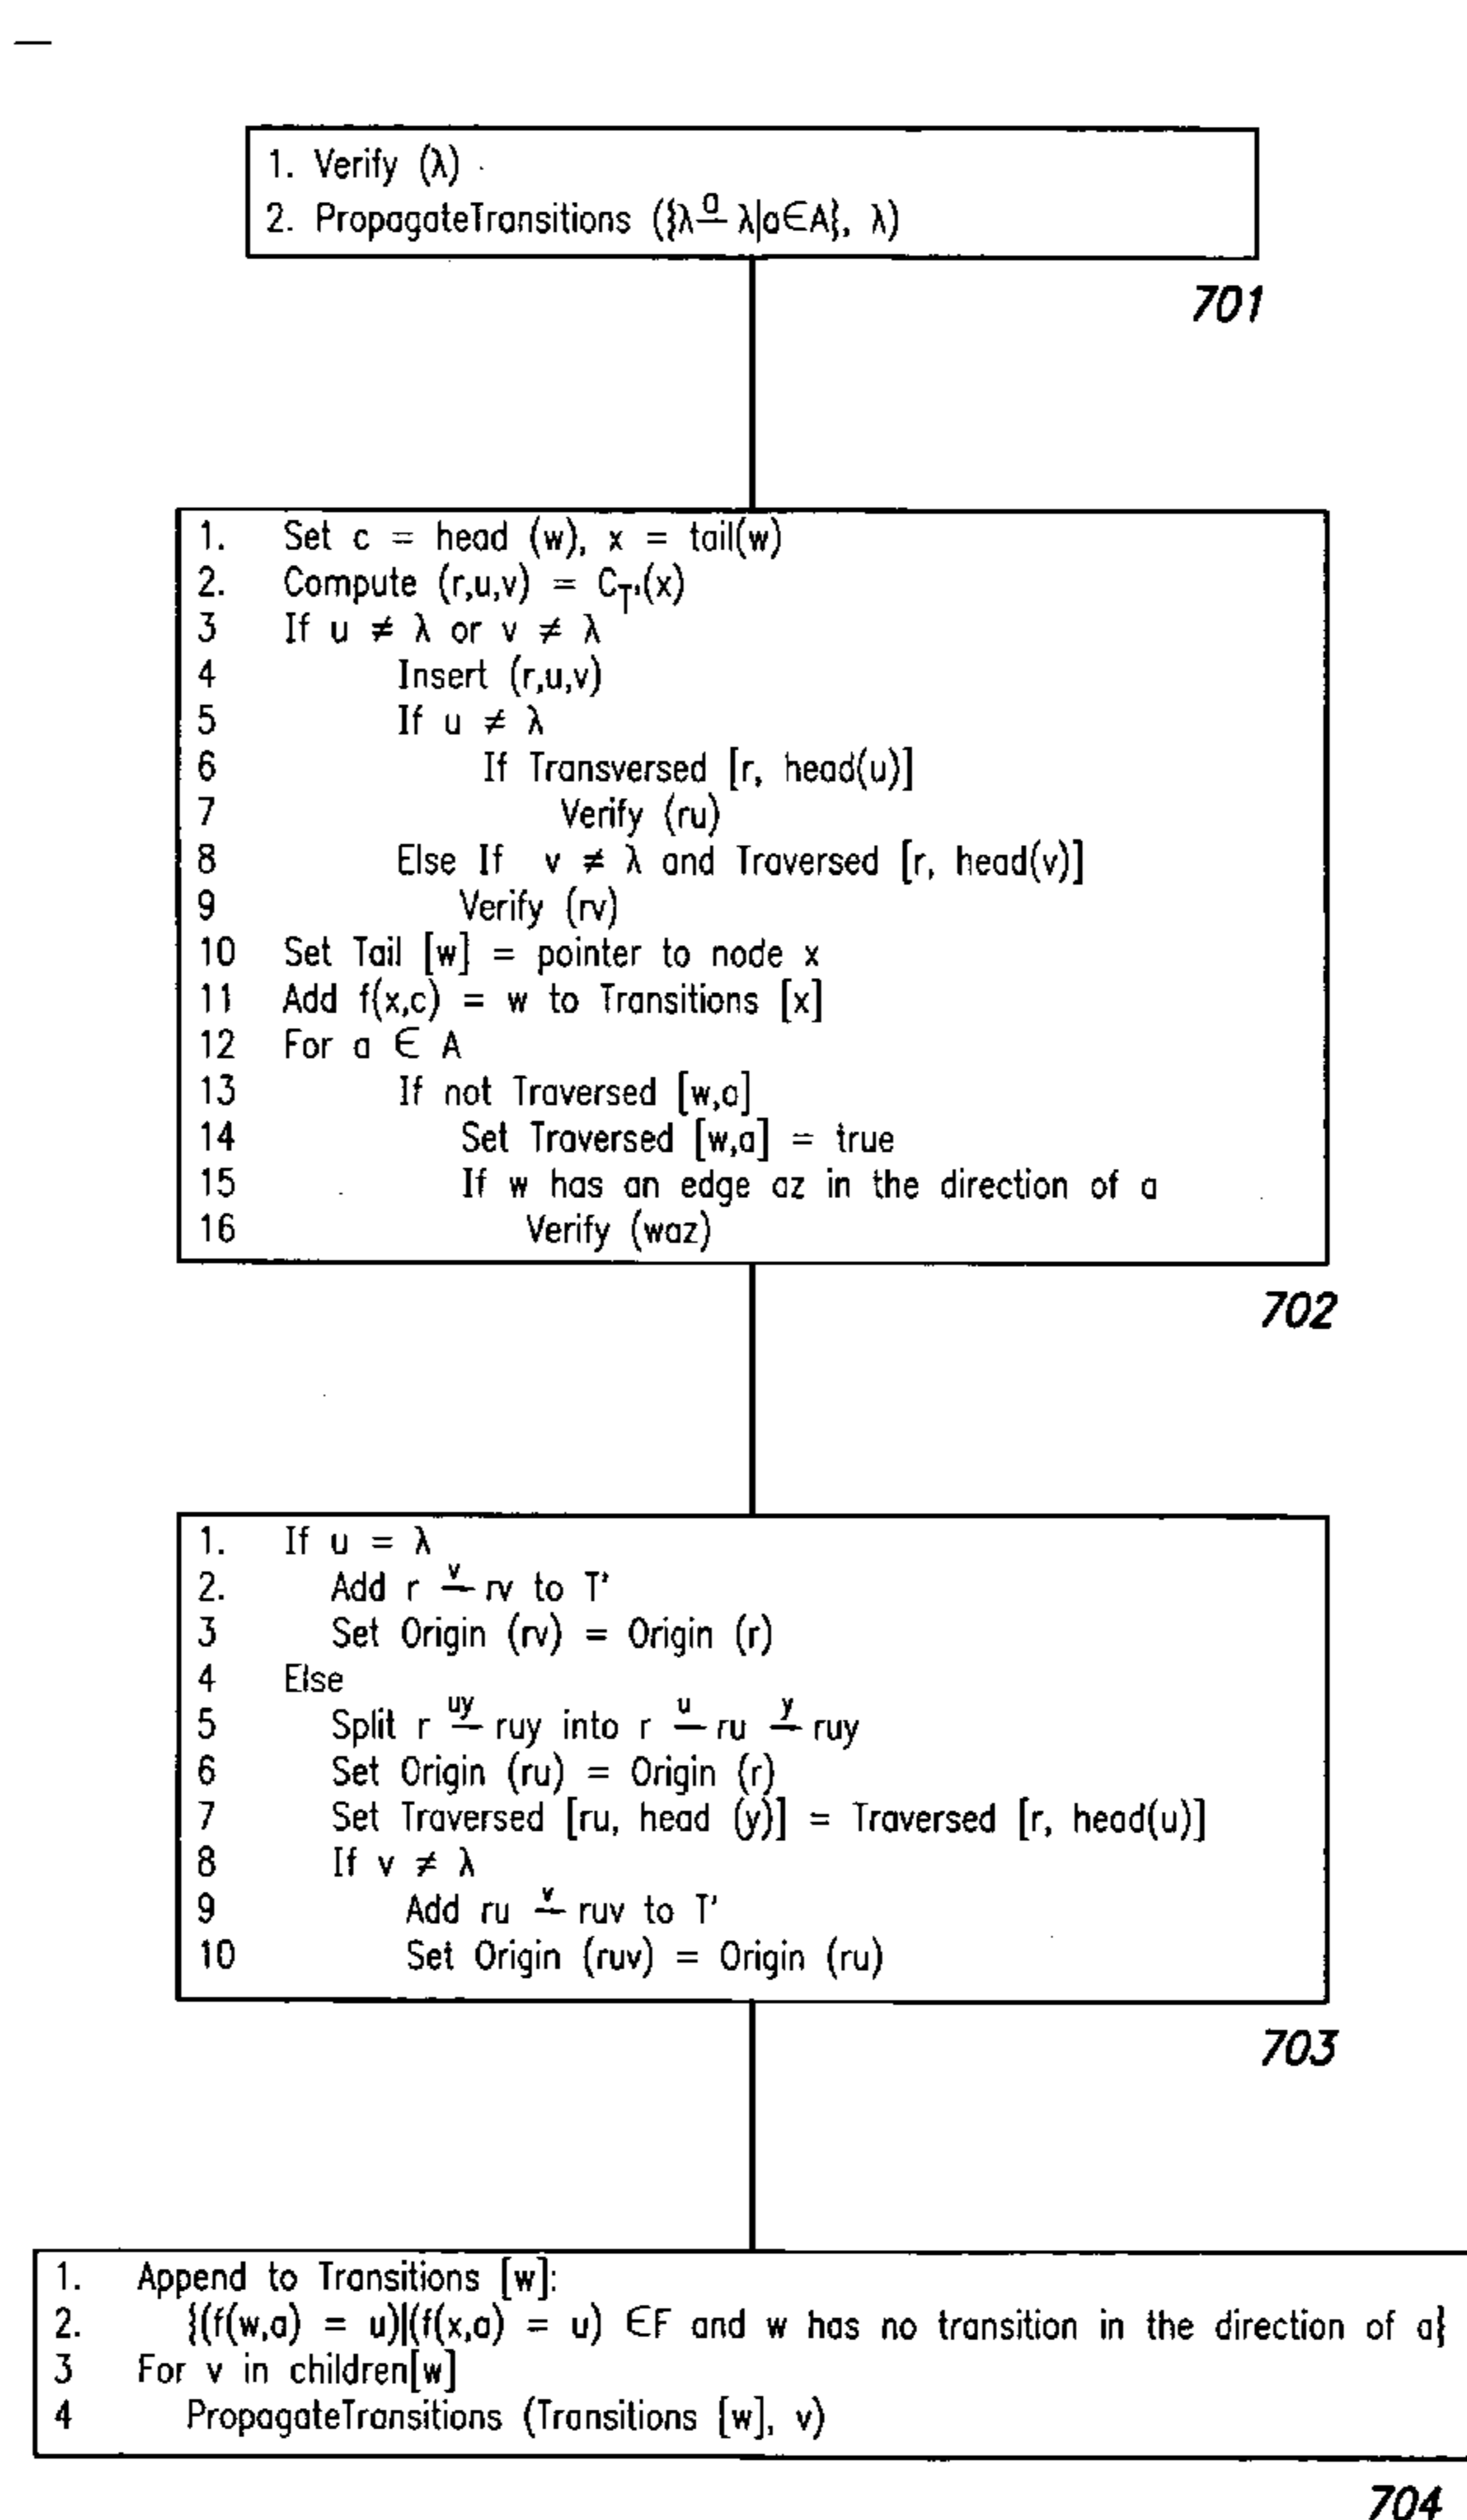 1. Verify (λ)
2. PropagateTransitions ({λ a λ|a∈A}, λ)
701
1. Set c = head (w), x = tail(w)
2. Compute (r,u,v) = C_T'(x)
3 If u ≠ λ or v ≠ λ
4 Insert (r,u,v)
5 If u ≠ λ
6 If Transversed [r, head(u)]
7 Verify (ru)
8 Else If v ≠ λ and Traversed [r, head(v)]
9 Verify (rv)
10 Set Tail [w] = pointer to node x
11 Add f(x,c) = w to Transitions [x]
12 For a ∈ A
13 If not Traversed [w,a]
14 Set Traversed [w,a] = true
15 If w has an edge az in the direction of a
16 Verify (waz)
702
1. If u = λ
2. Add r v rv to T'
3 Set Origin (rv) = Origin (r)
4 Else
5 Split r uy ruy into r u ru y ruy
6 Set Origin (ru) = Origin (r)
7 Set Traversed [ru, head (y)] = Traversed [r, head(u)]
8 If v ≠ λ
9 Add ru v ruv to T'
10 Set Origin (ruv) = Origin (ru)
703
1. Append to Transitions [w]:
2. {(f(w,a) = u)|(f(x,a) = u) ∈F and w has no transition in the direction of a}
3 For v in children[w]
4 PropagateTransitions (Transitions [w], v)
704